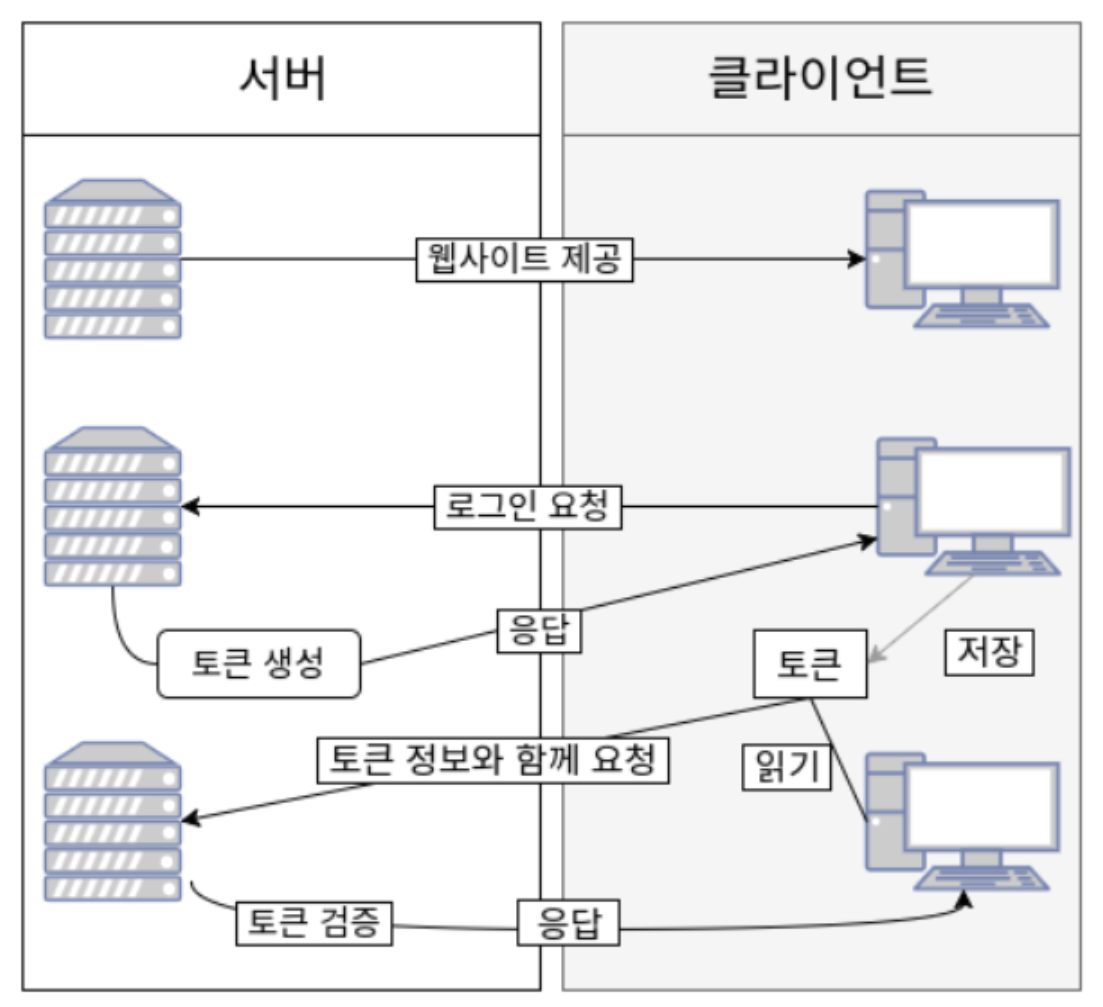 서버
클라이언트
웹사이트 제공
로그인 요청
응답
토큰 생성
토큰
저장
토큰 정보와 함께 요청
읽기
토큰 검증
응답